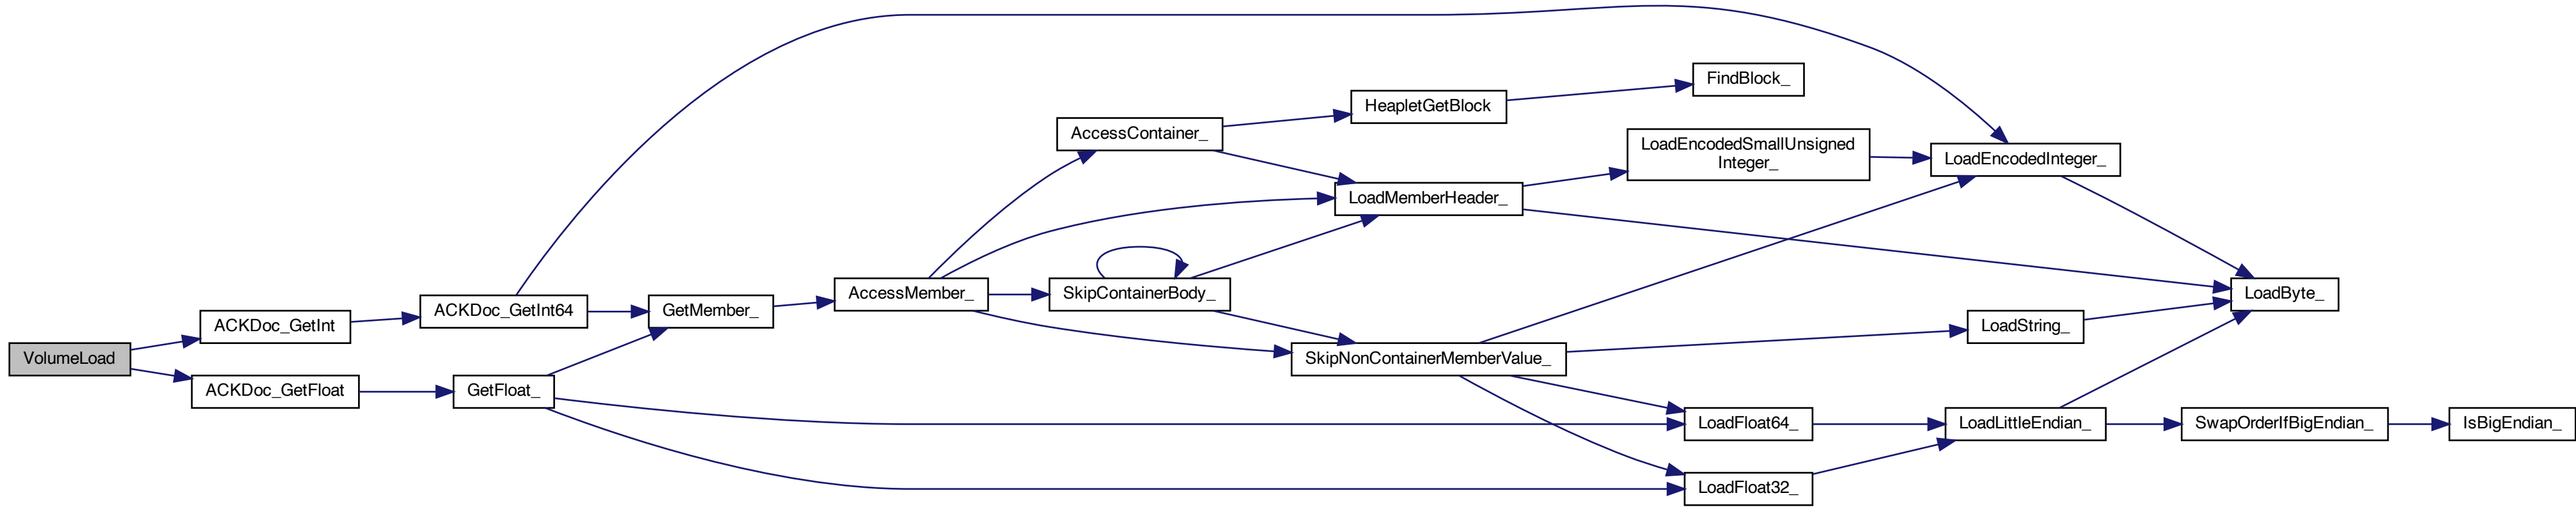 VolumeLoad
ACKDoc_GetInt
ACKDoc_GetFloat
ACKDoc_GetInt64
GetFloat_
GetMember_
AccessMember_
AccessContainer_
SkipContainerBody_
HeapletGetBlock
LoadMemberHeader_
SkipNonContainerMemberValue_
FindBlock_
LoadEncodedSmallUnsigned
Integer_
LoadFloat64_
LoadFloat32_
LoadEncodedInteger_
LoadString_
LoadLittleEndian_
LoadByte_
SwapOrderIfBigEndian_
IsBigEndian_